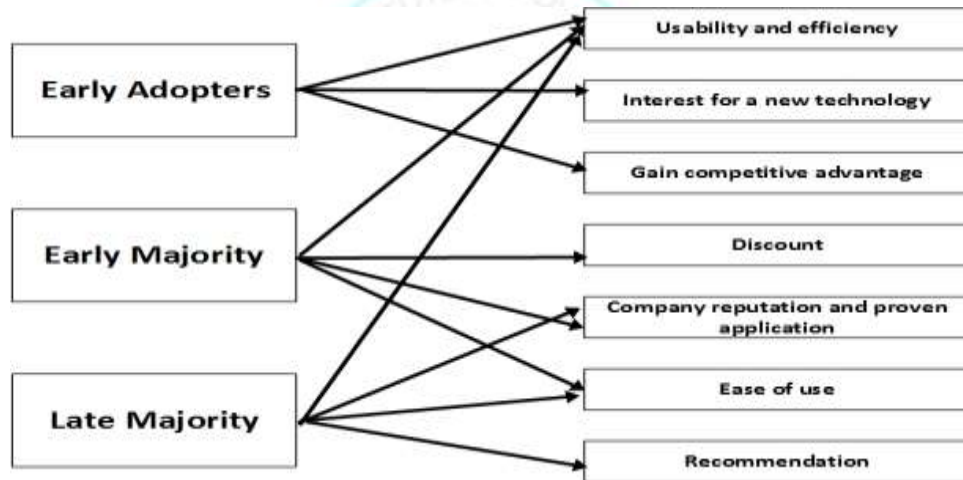 Early Adopters
Early Majority
Late Majority
Usability and efficiency
Interest for a new technology
Gain competitive advantage
Discount
Company reputation and proven
application
Ease of use
Recommendation